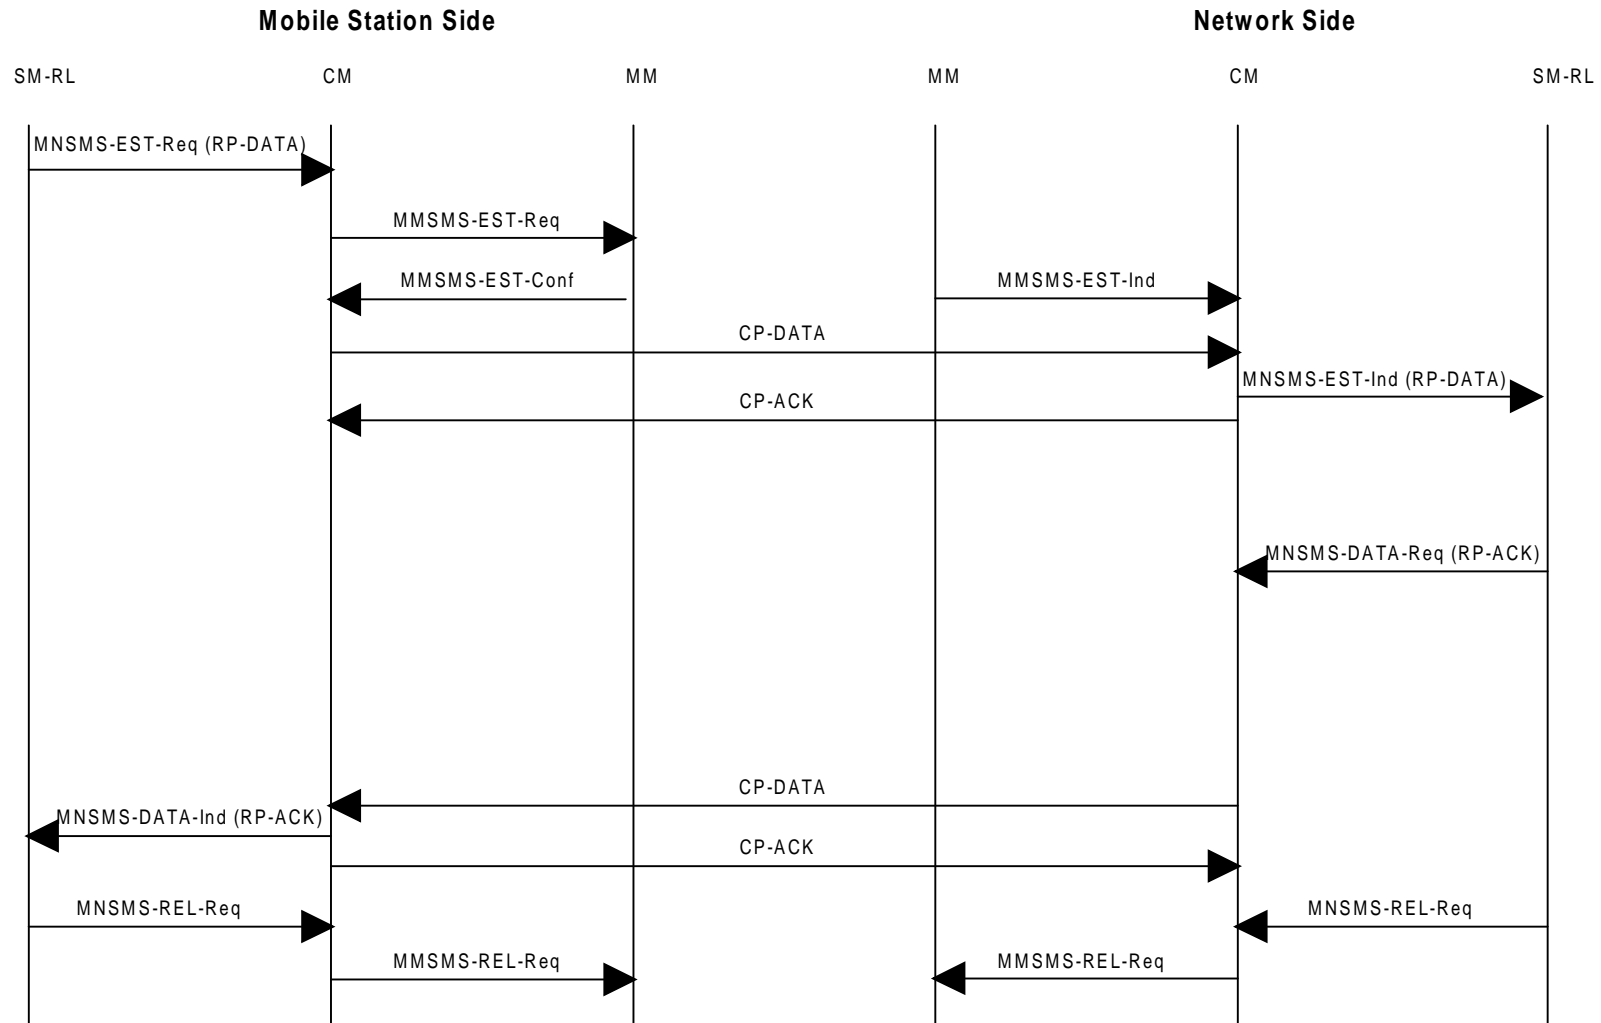 Mobile Station Side
Network Side
SM-RL
CM
MM
MM
CM
SM-RL
MNSMS-EST-Req (RP-DATA)
MMSMS-EST-Req
MMSMS-EST-Conf
MMSMS-EST-Ind
CP-DATA
MNSMS-EST-Ind (RP-DATA)
CP-ACK
MNSMS-DATA-Req (RP-ACK)
CP-DATA
MNSMS-DATA-Ind (RP-ACK)
CP-ACK
MNSMS-REL-Req
MNSMS-REL-Req
MMSMS-REL-Req
MMSMS-REL-Req